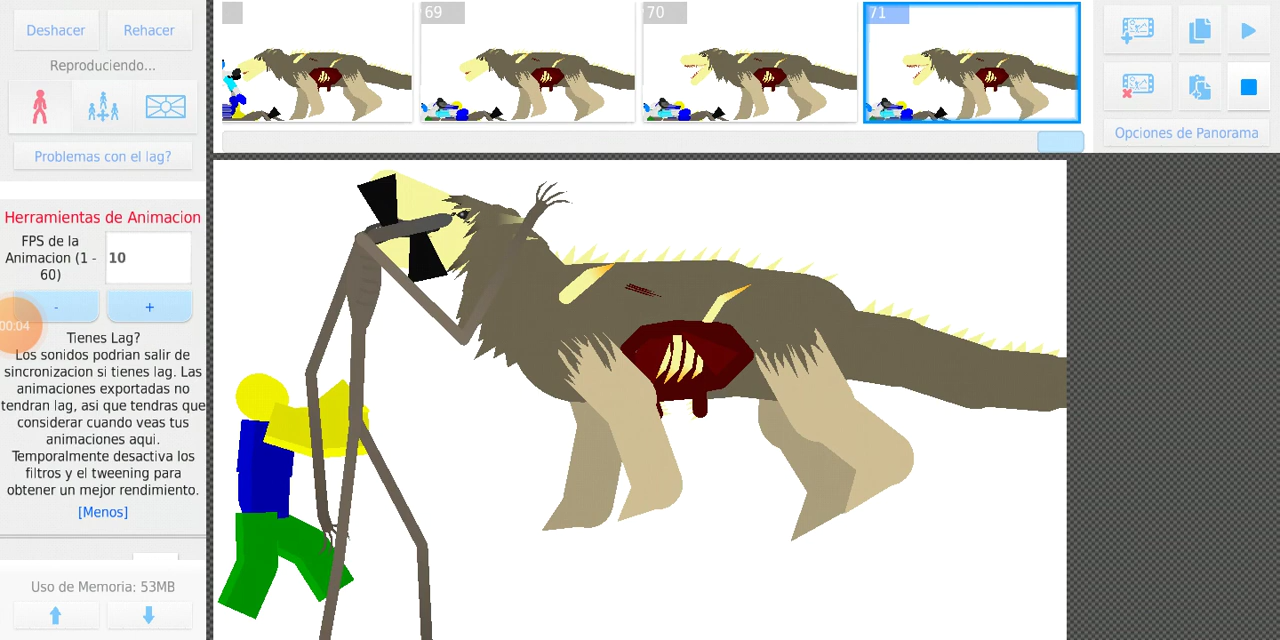 Deshacer
Rehacer
Reproduciendo...
Problemas con el lag?
Herramientas de Animacion
FPS de la
Animacion (1 -
60)
10
-
+
00:04
Tienes Lag?
Los sonidos podrian salir de
sincronizacion si tienes lag. Las
animaciones exportadas no
tendran lag, asi que tendras que
considerar cuando veas tus
animaciones aqui.
Temporalmente desactiva los
filtros y el tweening para
obtener un mejor rendimiento.
[Menos]
Uso de Memoria: 53MB
69
70
71
Opciones de Panorama